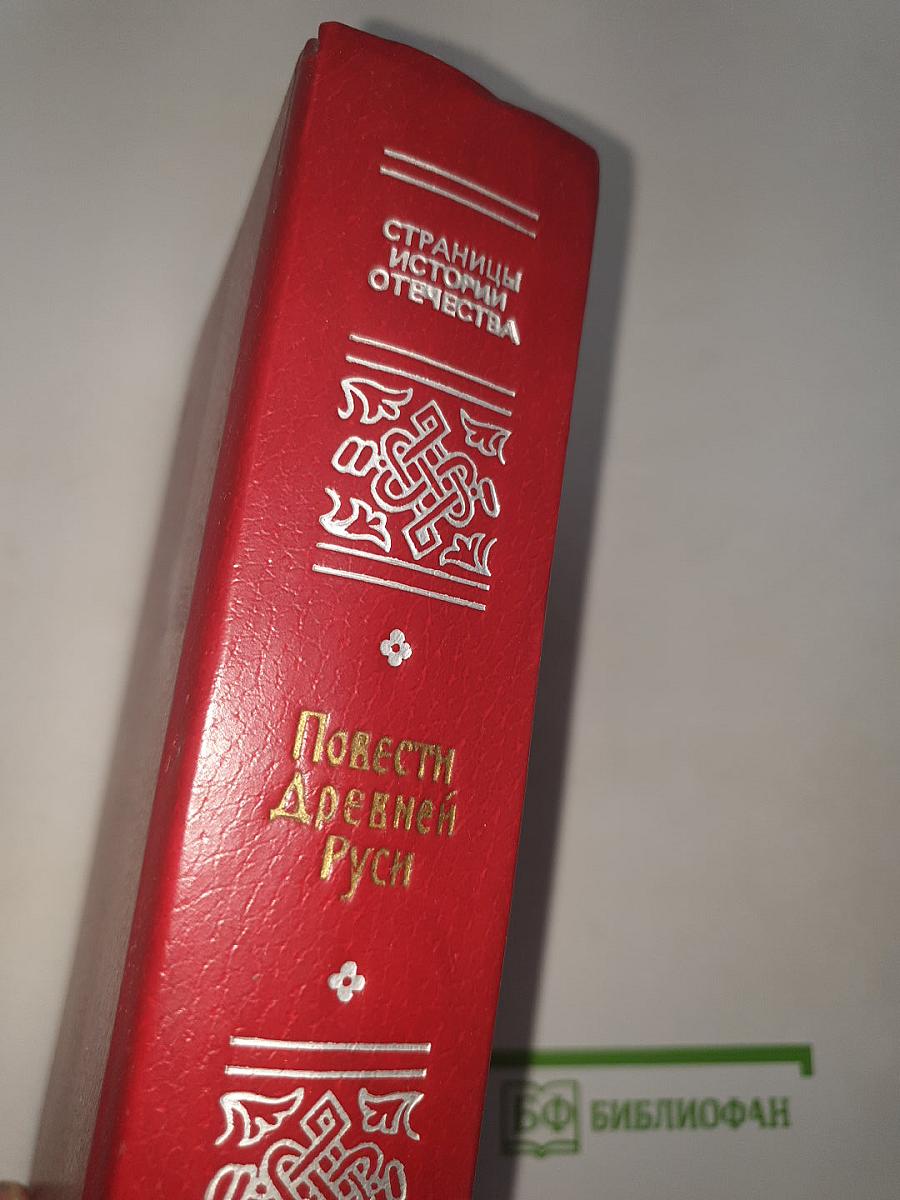 СТРАНИЦЫ
ИСТОРИИ
ОТЕЧЕСТВА
Повести
Древней
Руси
БФ БИБЛИОФАН